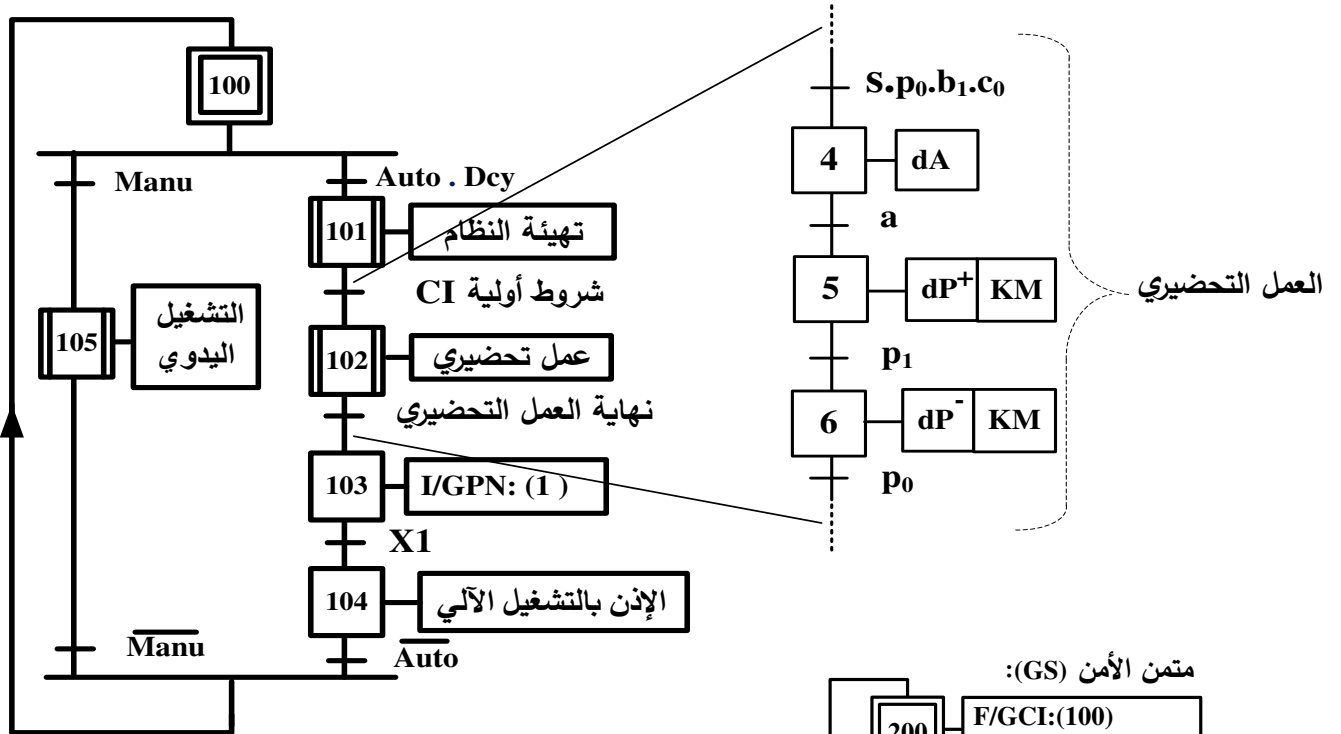 100
Manu
Auto . Dcy
101
تهيئة النظام
شروط أولية CI
105
التشغيل
اليدوي
102
عمل تحضيري
نهاية العمل التحضيري
103
I/GPN: (1 )
X1
104
الإذن بالتشغيل الآلي
M̅a̅n̅u̅
A̅u̅t̅o̅
S.p₀.b₁.c₀
4
dA
a
5
dP⁺ KM
p₁
6
dP⁻ KM
p₀
العمل التحضيري
متمن الأمن (GS):
200
F/GCI:(100)